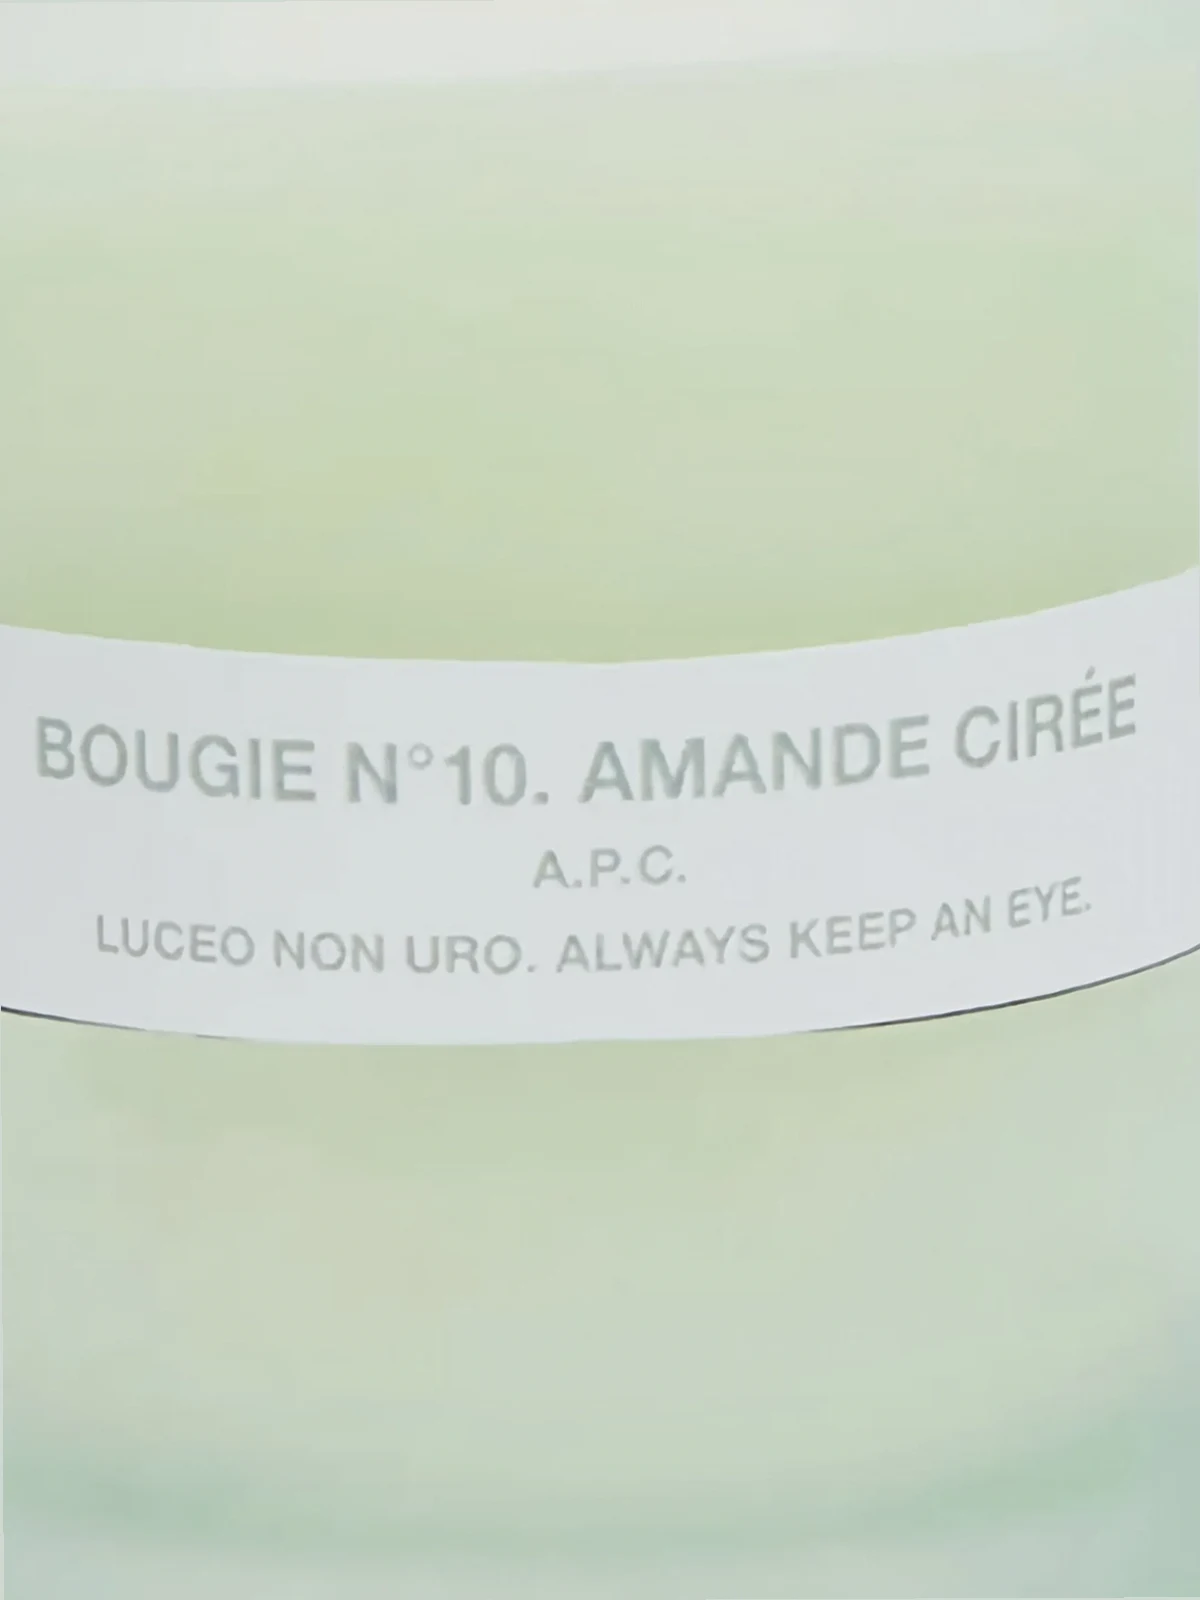 BOUGIE N°10. AMANDE CIRÉE
A.P.C.
LUCEO NON URO. ALWAYS KEEP AN EYE.